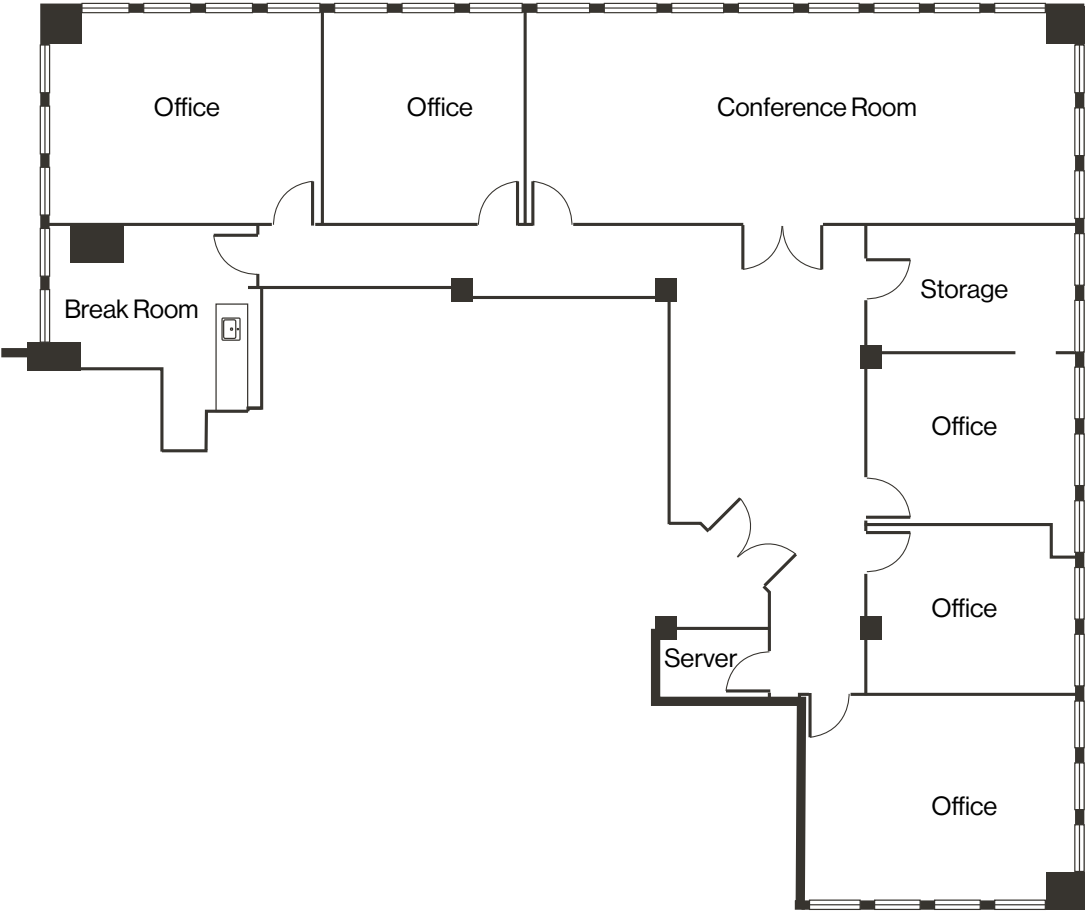 Office
Office
Conference Room
Storage
Break Room
Office
Office
Server
Office